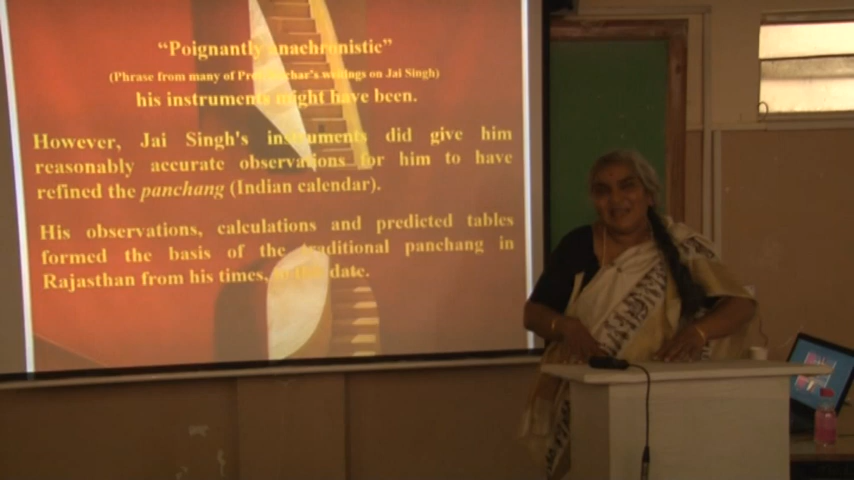 “Poignantly anachronistic”
(Phrase from many of writings on Jai Singh)
his instruments might have been.
However, Jai Singh's instruments did give him
reasonably accurate observations for him to have
refined the panchang (Indian calendar).
His observations, calculations and predicted tables
formed the basis of the traditional panchang in
Rajasthan from his times, date.